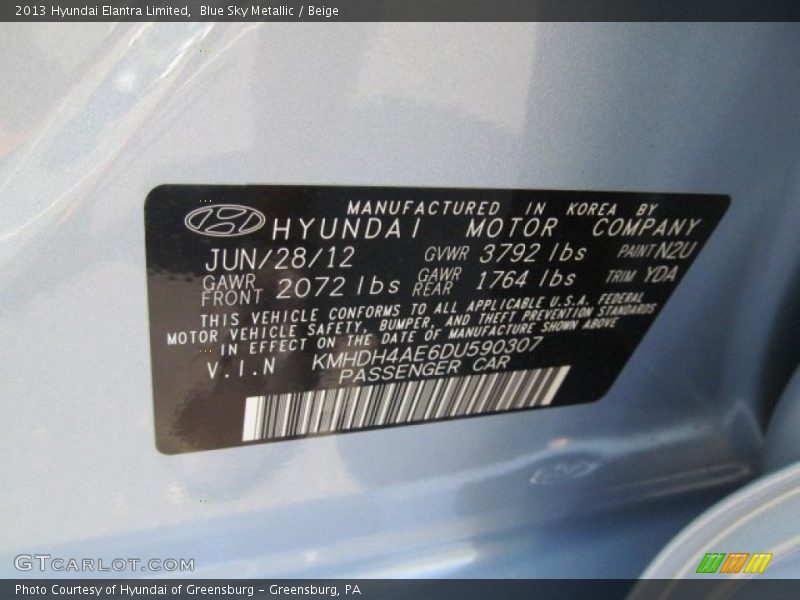 2013 Hyundai Elantra Limited, Blue Sky Metallic / Beige
MANUFACTURED IN KOREA BY
HYUNDAI MOTOR COMPANY
JUN/28/12 GVWR 3792 lbs PAINT N2U
GAWR FRONT 2072 lbs GAWR REAR 1764 lbs TRIM YDA
THIS VEHICLE CONFORMS TO ALL APPLICABLE U.S.A. FEDERAL
MOTOR VEHICLE SAFETY, BUMPER, AND THEFT PREVENTION STANDARDS
IN EFFECT ON THE DATE OF MANUFACTURE SHOWN ABOVE
V.I.N KMHDH4AE6DU590307
PASSENGER CAR
GTCARLOT.COM
Photo Courtesy of Hyundai of Greensburg - Greensburg, PA